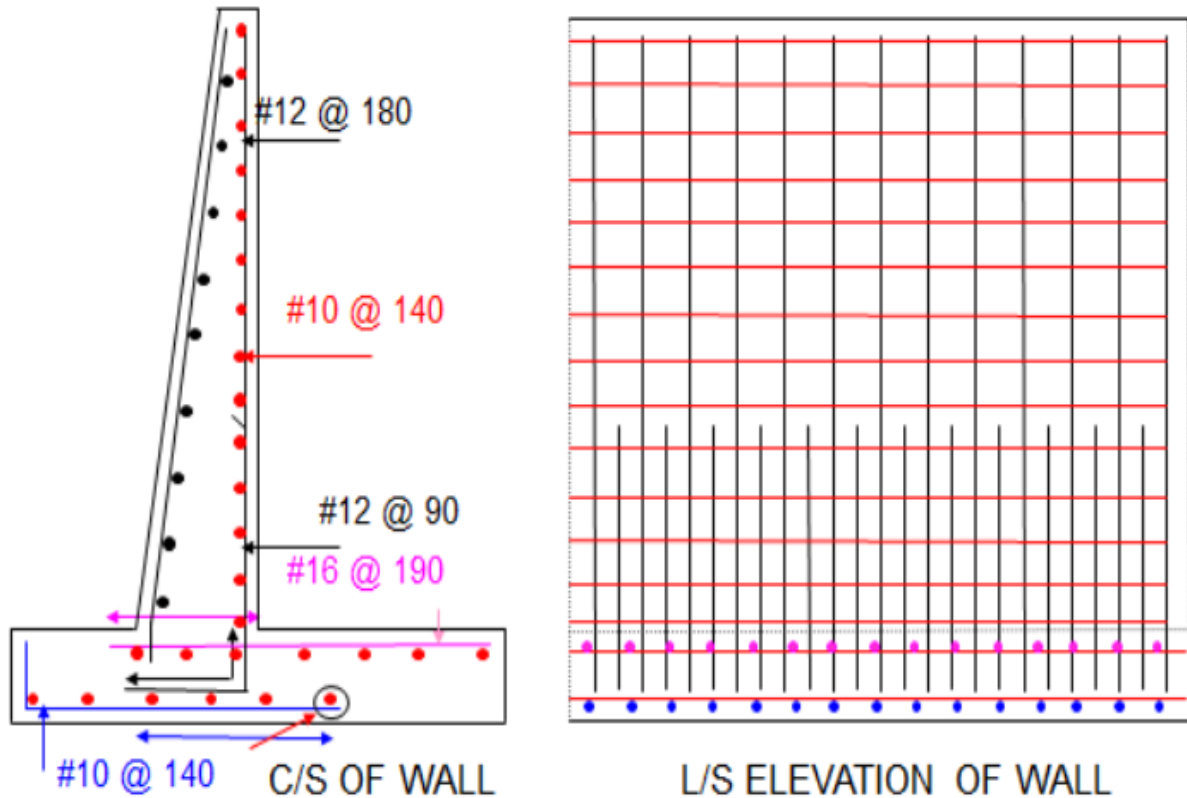 #12 @ 180
#10 @ 140
#12 @ 90
#16 @ 190
#10 @ 140
C/S OF WALL
L/S ELEVATION OF WALL